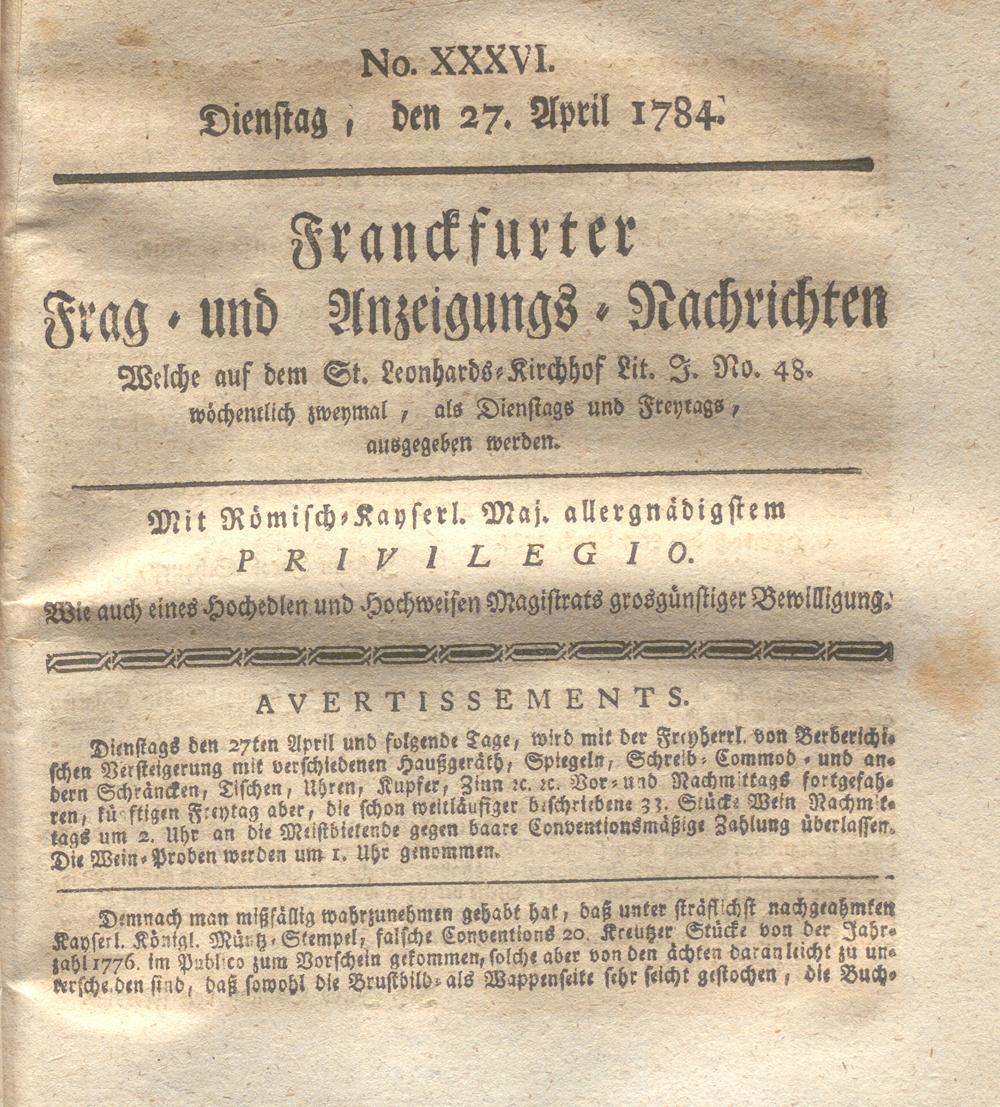 No. XXXVI.
Dienstag, den 27. April 1784.
Franckfurter
Frag- und Anzeigungs-Nachrichten
Welche auf dem St. Leonhards-Kirchhof Lit. J. No. 48.
wöchentlich zweymal, als Dienstags und Freytags,
ausgegeben werden.
Mit Römisch-Kayserl. Maj. allergnädigstem
PRIVILEGIO.
Wie auch eines Hochedlen und Hochweisen Magistrats grosgünstiger Bewilligung.
AVERTISSEMENTS.
Dienstags den 27ten April und folgende Tage, wird mit der Freyherrl. von Berberichi-
schen Versteigerung mit verschiedenen Haußgeräth, Spiegeln, Schreib-Commod- und an-
dern Schräncken, Tischen, Uhren, Kupfer, Zinn ꝛc. ꝛc. Vor- und Nachmittags fortgefah-
ren, künftigen Freytag aber, die schon weitläufiger beschriebene 33. Stücke Wein Nachmit-
tags um 2. Uhr an die Meistbietende gegen baare Conventionsmäßige Zahlung überlassen.
Die Wein-Proben werden um 1. Uhr genommen.
Demnach man mißfällig wahrzunehmen gehabt hat, daß unter sträflichst nachgeahmten
Kayserl. Königl. Müntz-Stempel, falsche Conventions 20. Kreutzer Stücke von der Jahr-
zahl 1776. im Publico zum Vorschein gekommen, solche aber von den ächten daran leicht zu un-
terscheiden sind, daß sowohl die Brustbild- als Wappenseite sehr seicht gestochen, die Buch-